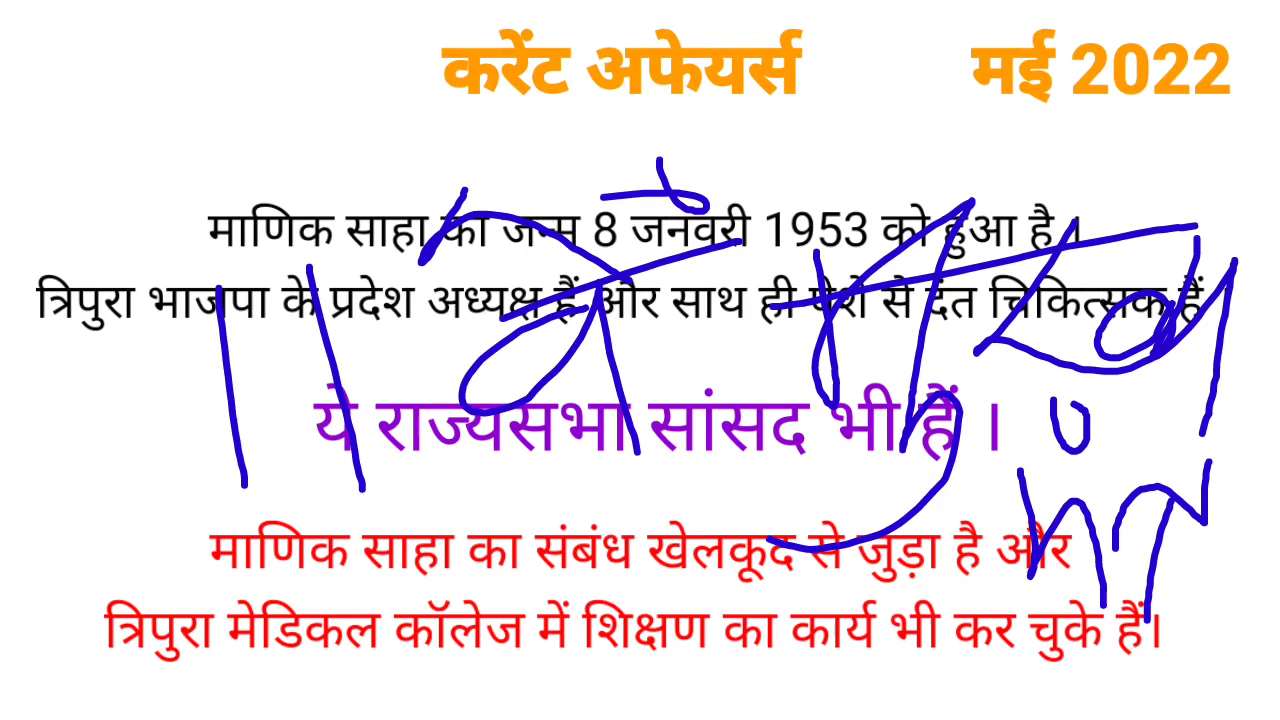 करेंट अफेयर्स मई 2022
माणिक साहा का जन्म 8 जनवरी 1953 को हुआ है ।
त्रिपुरा भाजपा के प्रदेश अध्यक्ष हैं और साथ ही पेशे से दंत चिकित्सक हैं
ये राज्यसभा सांसद भी हैं ।
माणिक साहा का संबंध खेलकूद से जुड़ा है और
त्रिपुरा मेडिकल कॉलेज में शिक्षण का कार्य भी कर चुके हैं।